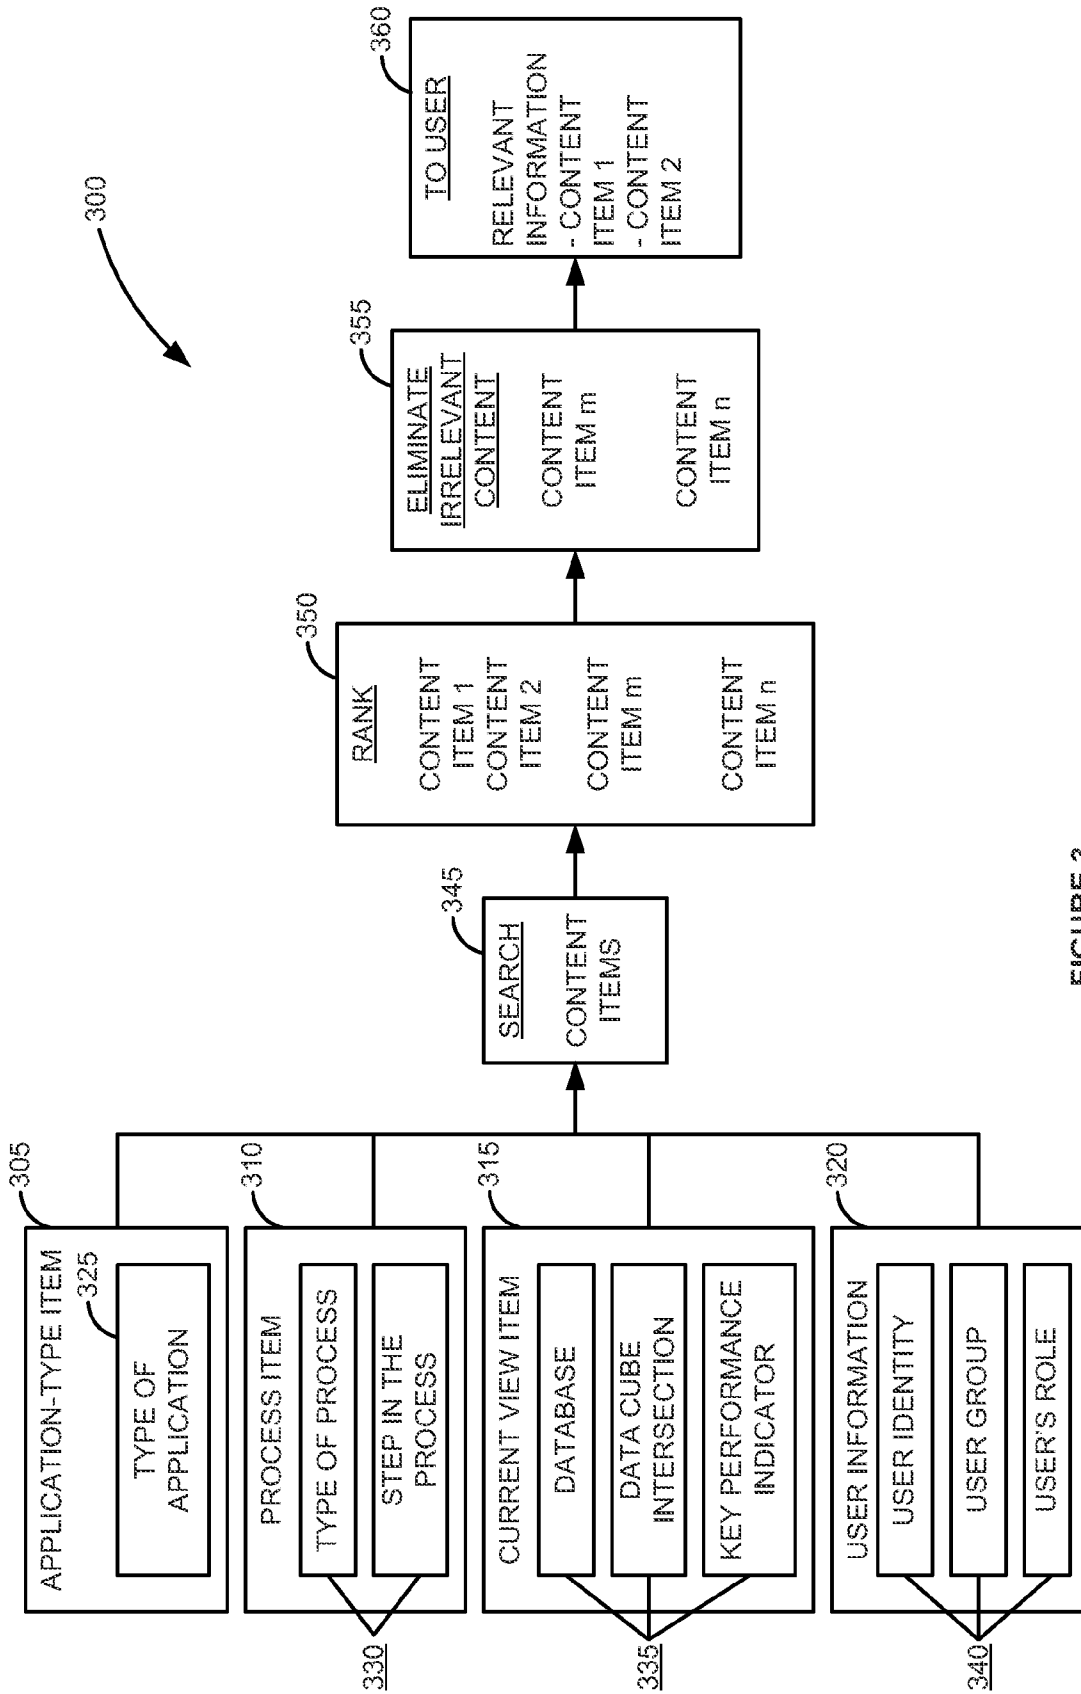 300
305
APPLICATION-TYPE ITEM
325
TYPE OF
APPLICATION
310
PROCESS ITEM
TYPE OF PROCESS
STEP IN THE
PROCESS
330
315
CURRENT VIEW ITEM
DATABASE
DATA CUBE
INTERSECTION
KEY PERFORMANCE
INDICATOR
335
320
USER INFORMATION
USER IDENTITY
USER GROUP
USER'S ROLE
340
345
SEARCH
CONTENT
ITEMS
350
RANK
CONTENT
ITEM 1
CONTENT
ITEM 2
CONTENT
ITEM m
CONTENT
ITEM n
355
ELIMINATE
IRRELEVANT
CONTENT
CONTENT
ITEM m
CONTENT
ITEM n
360
TO USER
RELEVANT
INFORMATION
- CONTENT
ITEM 1
- CONTENT
ITEM 2